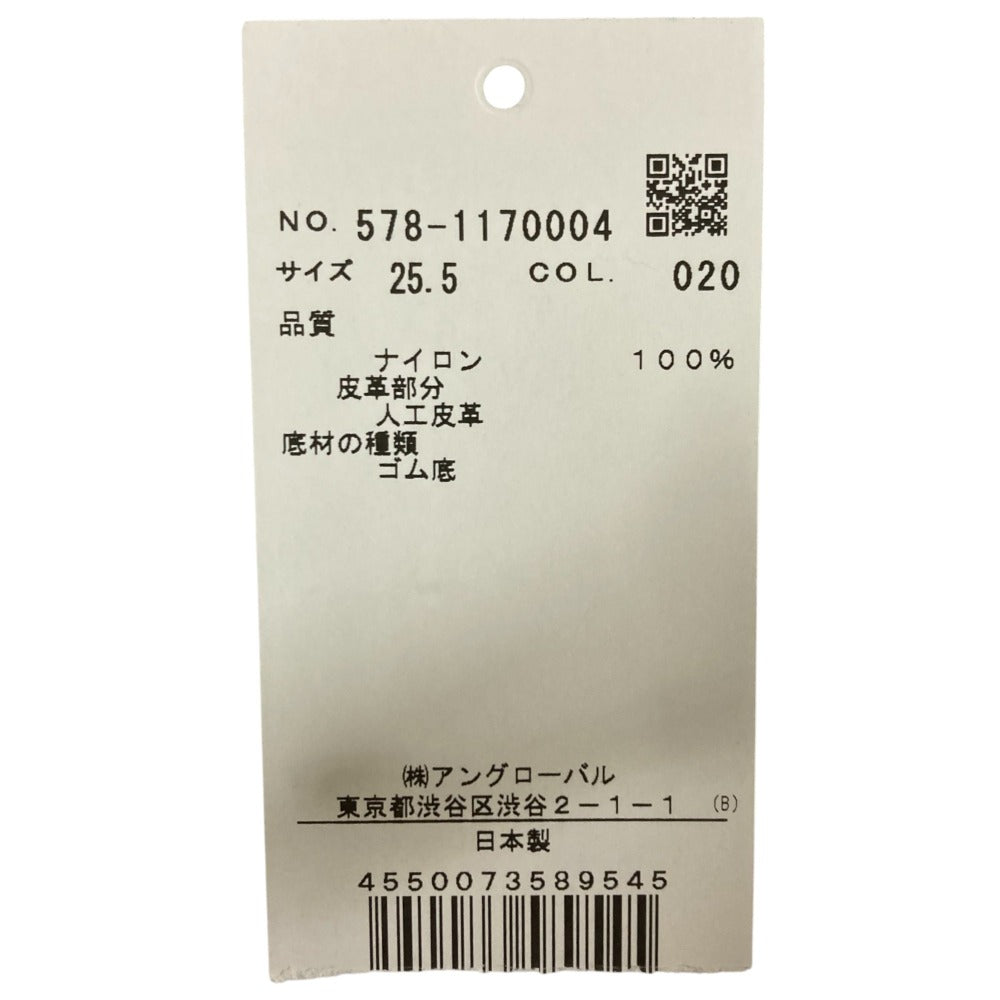 NO. 578-1170004
サイズ 25.5 COL. 020
品質
ナイロン 100%
皮革部分
人工皮革
底材の種類
ゴム底
㈱アングローバル
東京都渋谷区渋谷2-1-1 (B)
日本製
4550073589545